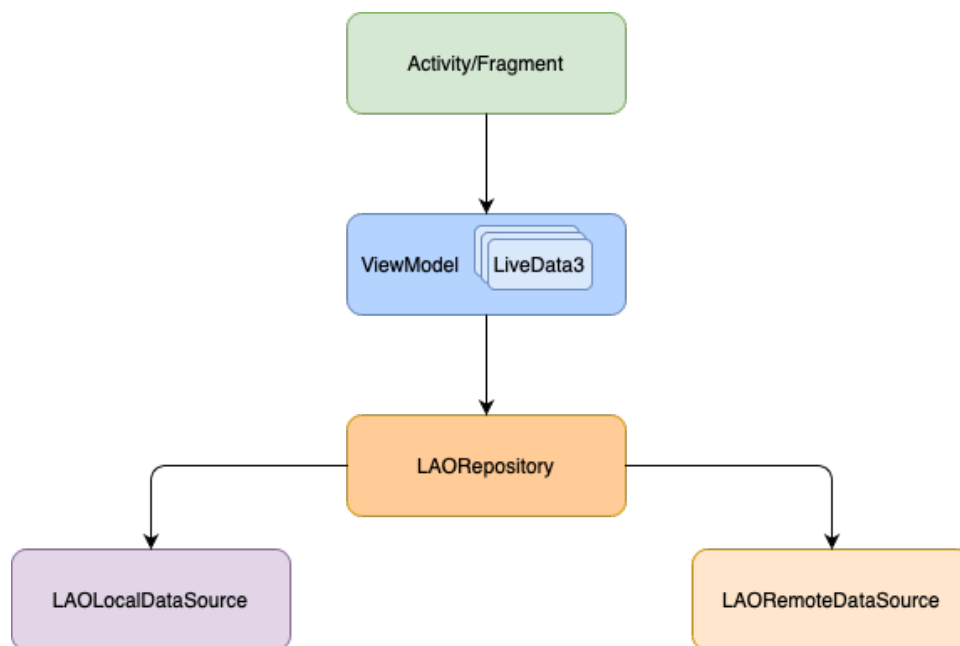 Activity/Fragment
ViewModel
LiveData3
LAORepository
LAOLocalDataSource
LAORemoteDataSource